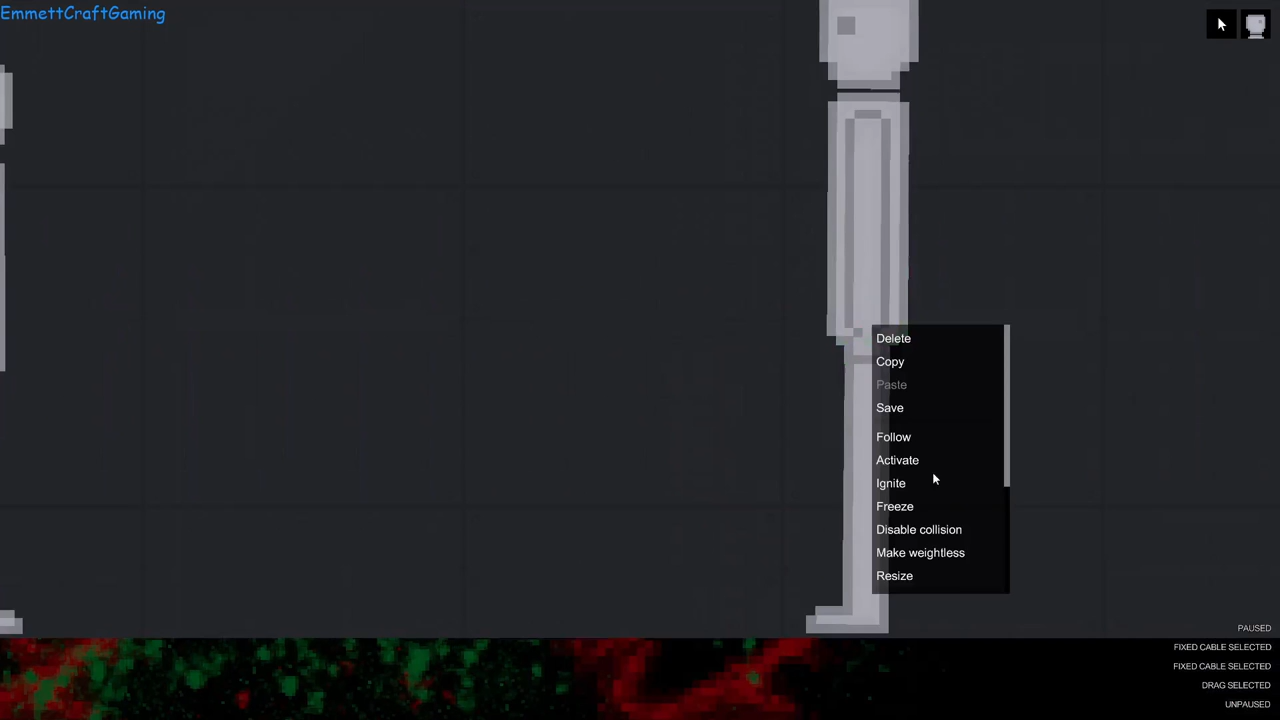 EmmettCraftGaming
Delete
Copy
Paste
Save
Follow
Activate
Ignite
Freeze
Disable collision
Make weightless
Resize
PAUSED
FIXED CABLE SELECTED
FIXED CABLE SELECTED
DRAG SELECTED
UNPAUSED